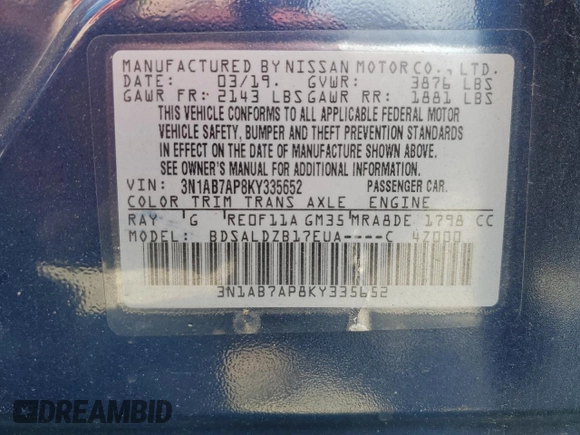 MANUFACTURED BY NISSAN MOTOR CO., LTD.
DATE: 03/19. GVWR: 3876 LBS
GAWR FR: 2143 LBS GAWR RR: 1881 LBS
THIS VEHICLE CONFORMS TO ALL APPLICABLE FEDERAL MOTOR
VEHICLE SAFETY, BUMPER AND THEFT PREVENTION STANDARDS
IN EFFECT ON THE DATE OF MANUFACTURE SHOWN ABOVE.
SEE OWNER'S MANUAL FOR ADDITIONAL INFORMATION.
VIN: 3N1AB7AP8KY335652 PASSENGER CAR.
COLOR TRIM TRANS AXLE ENGINE
RAY G RE0F11A GM35 MRA8DE 1798 CC
MODEL: BDSALDZB17EUA----C 47000
3N1AB7AP8KY335652
DREAMBID